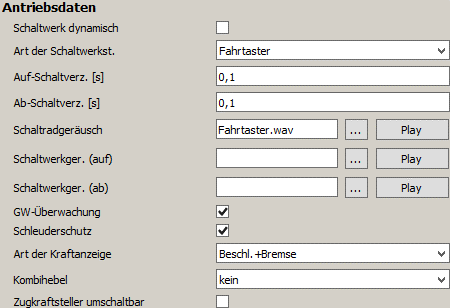 Antriebsdaten
Schaltwerk dynamisch
Art der Schaltwerkst. Fahrtaster
Auf-Schaltverz. [s] 0,1
Ab-Schaltverz. [s] 0,1
Schaltradgeräusch Fahrtaster.wav ... Play
Schaltwerkger. (auf) ... Play
Schaltwerkger. (ab) ... Play
GW-Überwachung
Schleuderschutz
Art der Kraftanzeige Beschl.+Bremse
Kombihebel kein
Zugkraftsteller umschaltbar